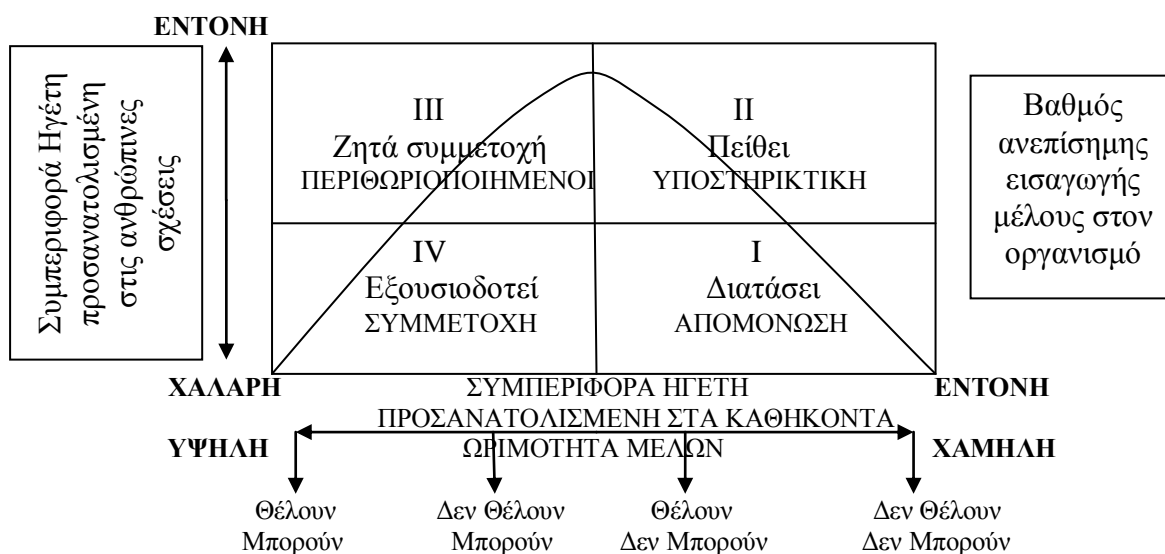 ΕΝΤΟΝΗ
Συμπεριφορά Ηγέτη
προσανατολισμένη
στις ανθρώπινες
σχέσεις
III
Ζητά συμμετοχή
ΠΕΡΙΘΩΡΙΟΠΟΙΗΜΕΝΟΙ
II
Πείθει
ΥΠΟΣΤΗΡΙΚΤΙΚΗ
IV
Εξουσιοδοτεί
ΣΥΜΜΕΤΟΧΗ
I
Διατάσει
ΑΠΟΜΟΝΩΣΗ
Βαθμός
ανεπίσημης
εισαγωγής
μέλους στον
οργανισμό
ΧΑΛΑΡΗ
ΣΥΜΠΕΡΙΦΟΡΑ ΗΓΕΤΗ
ΕΝΤΟΝΗ
ΠΡΟΣΑΝΑΤΟΛΙΣΜΕΝΗ ΣΤΑ ΚΑΘΗΚΟΝΤΑ
ΥΨΗΛΗ
ΩΡΙΜΟΤΗΤΑ ΜΕΛΩΝ
ΧΑΜΗΛΗ
Θέλουν
Μπορούν
Δεν Θέλουν
Μπορούν
Θέλουν
Δεν Μπορούν
Δεν Θέλουν
Δεν Μπορούν